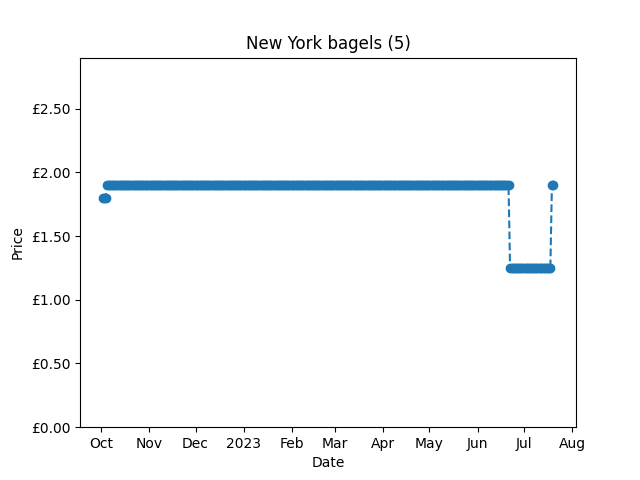 New York bagels (5)
£2.50
£2.00
£1.50
£1.00
£0.50
£0.00
Price
Oct Nov Dec 2023 Feb Mar Apr May Jun Jul Aug
Date